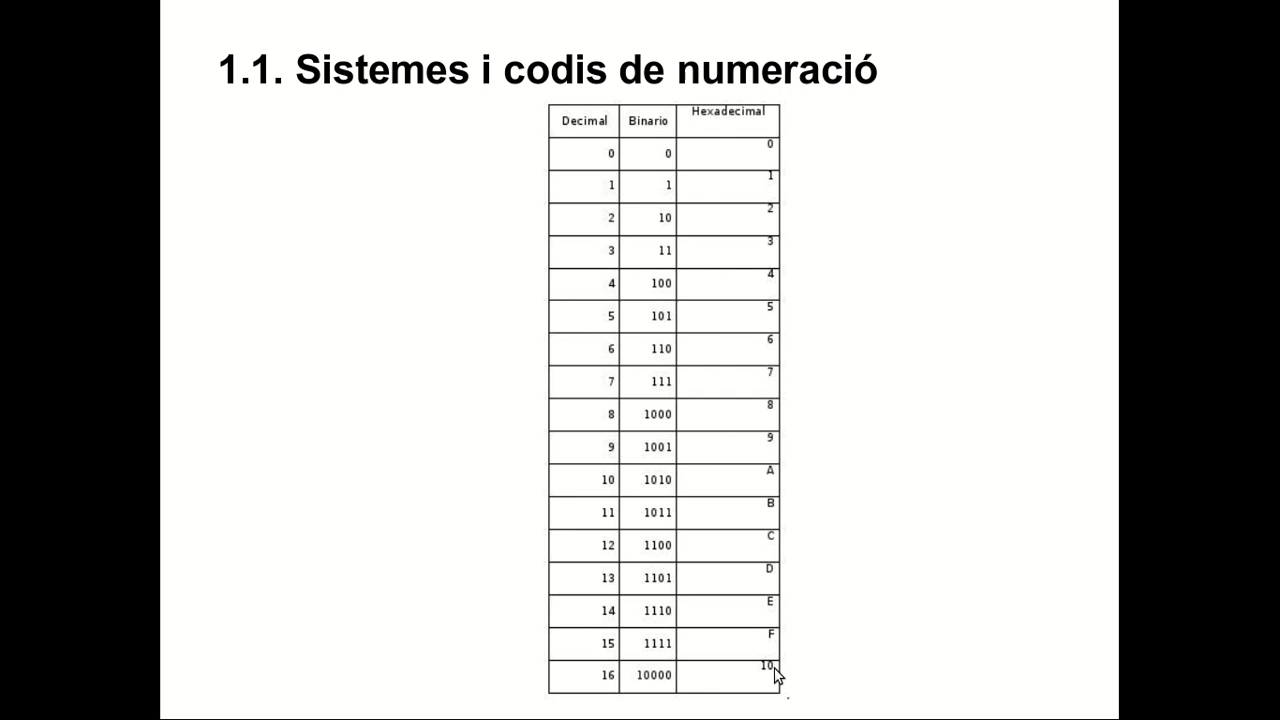 1.1. Sistemes i codis de numeració
Decimal Binario Hexadecimal
0 0 0
1 1 1
2 10 2
3 11 3
4 100 4
5 101 5
6 110 6
7 111 7
8 1000 8
9 1001 9
10 1010 A
11 1011 B
12 1100 C
13 1101 D
14 1110 E
15 1111 F
16 10000 10